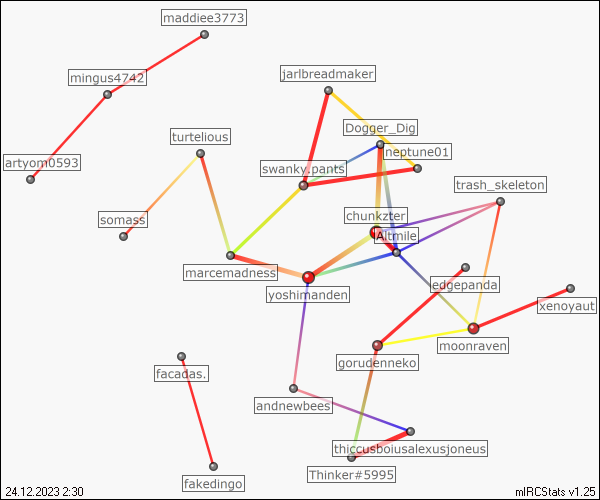 maddiee3773
mingus4742
jarlbreadmaker
Dogger_Dig
turtelious
neptune01
artyom0593
swanky.pants
trash_skeleton
somass
chunkzter
Altmile
marcemadness
edgepanda
yoshimanden
xenoyaut
moonraven
gorudenneko
facadas.
andnewbees
thiccusboiusalexusjoneus
Thinker#5995
fakedingo
24.12.2023 2:30
mIRCStats v1.25